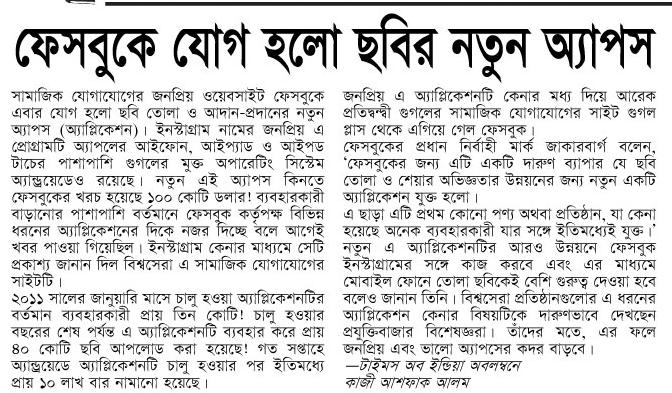 ফেসবুকে যোগ হলো ছবির নতুন অ্যাপস
সামাজিক যোগাযোগের জনপ্রিয় ওয়েবসাইট ফেসবুকে
এবার যোগ হলো ছবি তোলা ও আদান-প্রদানের নতুন
অ্যাপস (অ্যাপ্লিকেশন)। ইনস্টাগ্রাম নামের জনপ্রিয় এ
প্রোগ্রামটি অ্যাপলের আইফোন, আইপ্যাড ও আইপড
টাচের পাশাপাশি গুগলের মুক্ত অপারেটিং সিস্টেম
অ্যান্ড্রয়েডেও রয়েছে। নতুন এই অ্যাপস কিনতে
ফেসবুকের খরচ হয়েছে ১০০ কোটি ডলার! ব্যবহারকারী
বাড়ানোর পাশাপাশি বর্তমানে ফেসবুক কর্তৃপক্ষ বিভিন্ন
ধরনের অ্যাপ্লিকেশনের দিকে নজর দিচ্ছে বলে আগেই
খবর পাওয়া গিয়েছিল। ইনস্টাগ্রাম কেনার মাধ্যমে সেটি
প্রকাশ্য জানান দিল বিশ্বসেরা এ সামাজিক যোগাযোগের
সাইটটি।
২০১১ সালের জানুয়ারি মাসে চালু হওয়া অ্যাপ্লিকেশনটির
বর্তমান ব্যবহারকারী প্রায় তিন কোটি! চালু হওয়ার
বছরের শেষ পর্যন্ত এ অ্যাপ্লিকেশনটি ব্যবহার করে প্রায়
৪০ কোটি ছবি আপলোড করা হয়েছে! গত সপ্তাহে
অ্যান্ড্রয়েডে অ্যাপ্লিকেশনটি চালু হওয়ার পর ইতিমধ্যে
প্রায় ১০ লাখ বার নামানো হয়েছে।
জনপ্রিয় এ অ্যাপ্লিকেশনটি কেনার মধ্য দিয়ে আরেক
প্রতিদ্বন্দ্বী গুগলের সামাজিক যোগাযোগের সাইট গুগল
প্লাস থেকে এগিয়ে গেল ফেসবুক।
ফেসবুকের প্রধান নির্বাহী মার্ক জাকারবার্গ বলেন,
‘ফেসবুকের জন্য এটি একটি দারুণ ব্যাপার যে ছবি
তোলা ও শেয়ার অভিজ্ঞতার উন্নয়নের জন্য নতুন একটি
অ্যাপ্লিকেশন যুক্ত হলো।
এ ছাড়া এটি প্রথম কোনো পণ্য অথবা প্রতিষ্ঠান, যা কেনা
হয়েছে অনেক ব্যবহারকারী যার সঙ্গে ইতিমধ্যেই যুক্ত।’
নতুন এ অ্যাপ্লিকেশনটির আরও উন্নয়নে ফেসবুক
ইনস্টাগ্রামের সঙ্গে কাজ করবে এবং এর মাধ্যমে
মোবাইল ফোনে তোলা ছবিকেই বেশি গুরুত্ব দেওয়া হবে
বলেও জানান তিনি। বিশ্বসেরা প্রতিষ্ঠানগুলোর এ ধরনের
অ্যাপ্লিকেশন কেনার বিষয়টিকে দারুণভাবে দেখছেন
প্রযুক্তিবাজার বিশেষজ্ঞরা। তাঁদের মতে, এর ফলে
জনপ্রিয় এবং ভালো অ্যাপসের কদর বাড়বে।
—টাইমস অব ইন্ডিয়া অবলম্বনে
কাজী আশফাক আলম